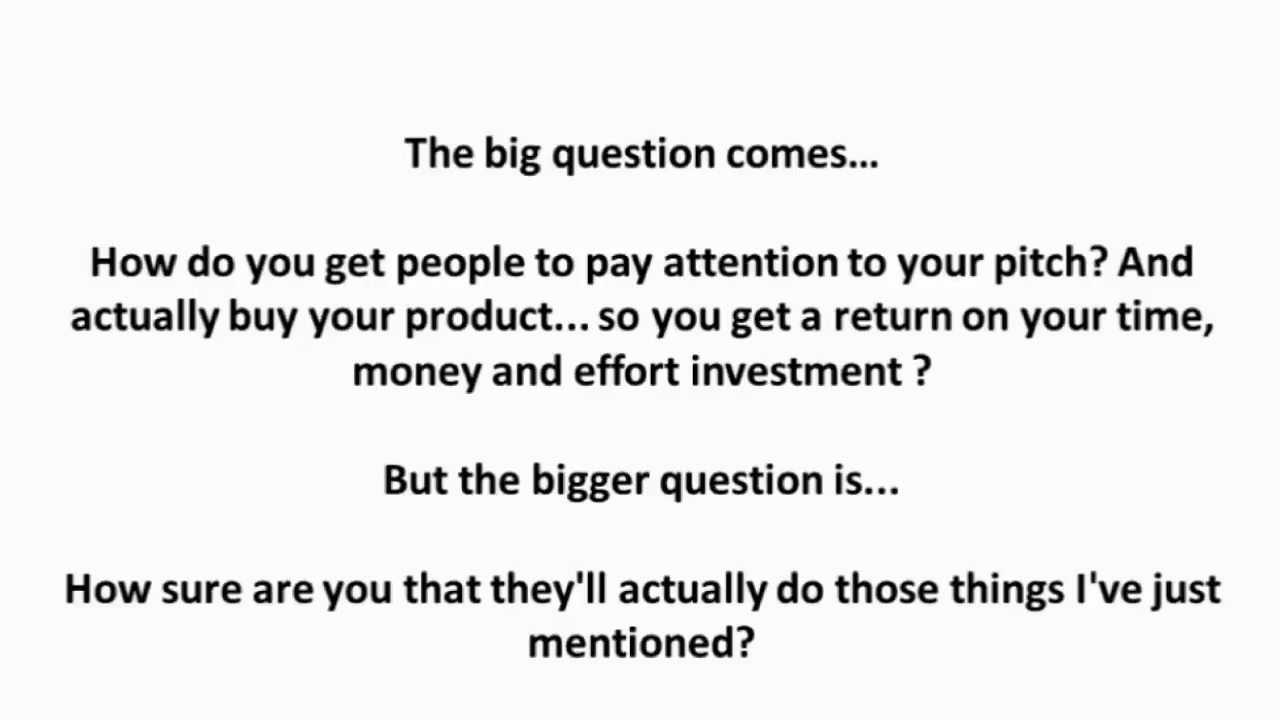 The big question comes...
How do you get people to pay attention to your pitch? And
actually buy your product... so you get a return on your time,
money and effort investment ?
But the bigger question is...
How sure are you that they'll actually do those things I've just
mentioned?